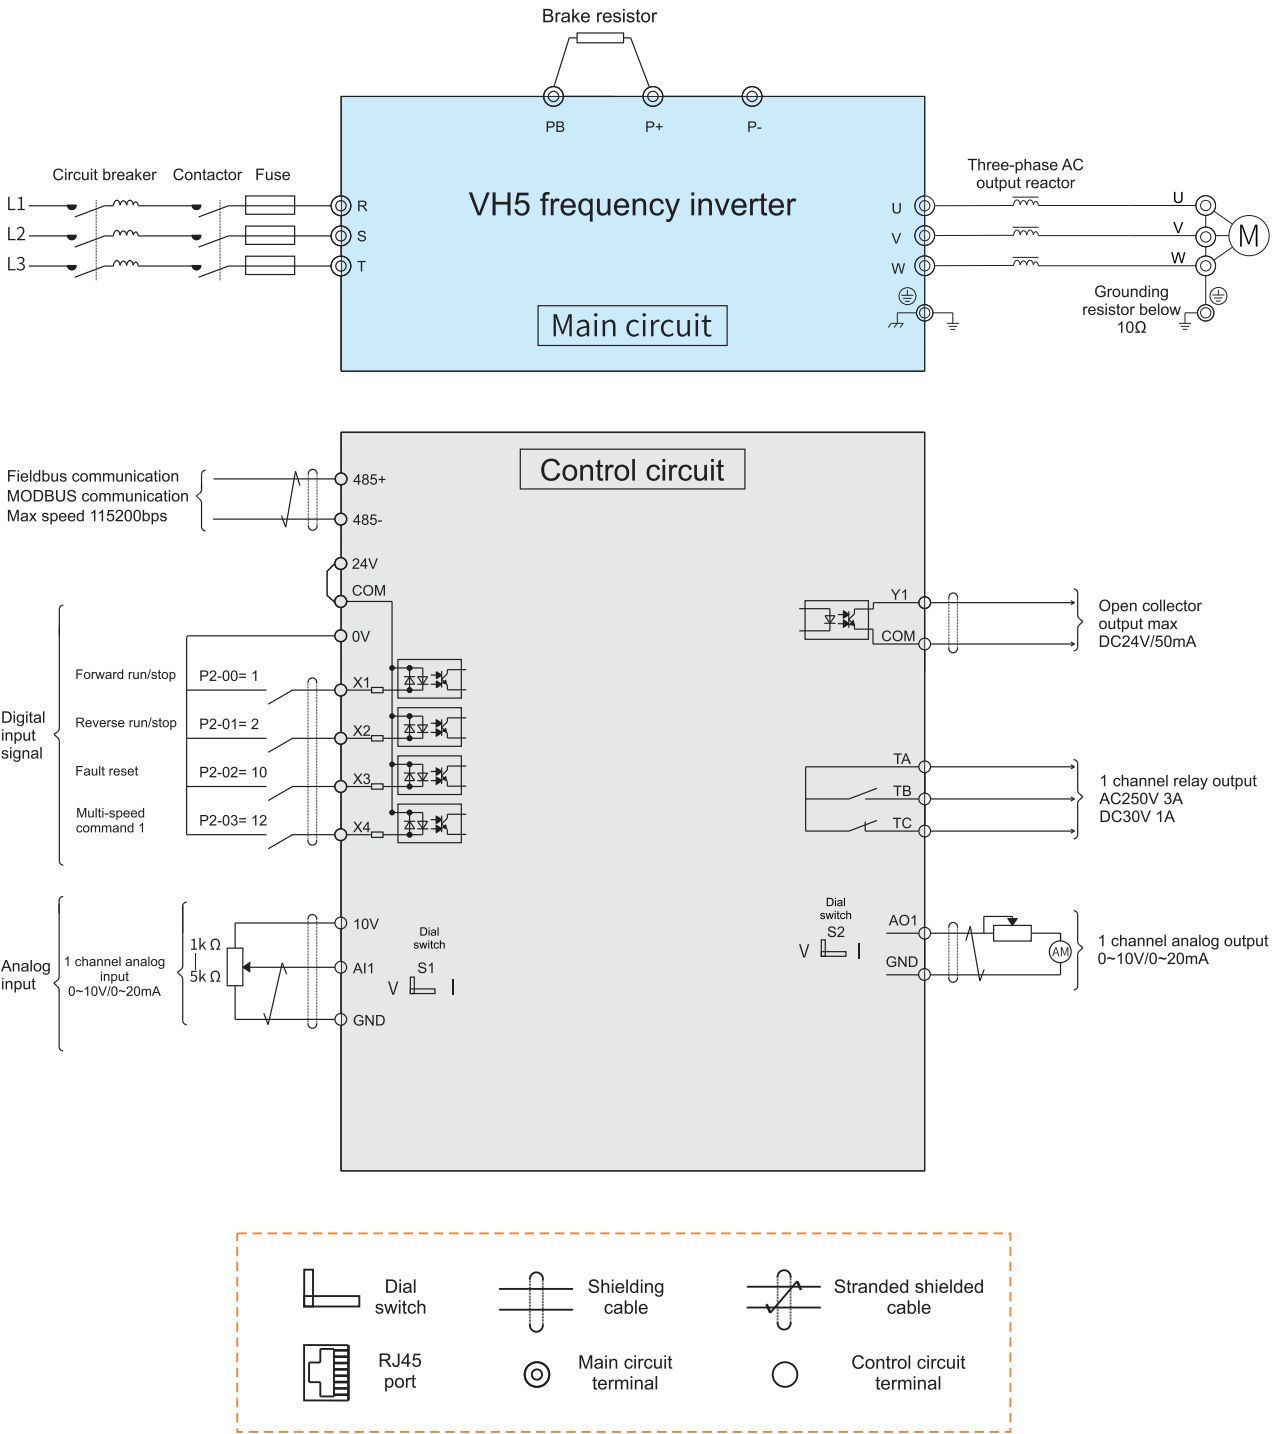 Brake resistor
PB
P+
P-
Circuit breaker
Contactor
Fuse
Three-phase AC
output reactor
VH5 frequency inverter
L1
R
U
U
L2
S
V
V
M
L3
T
W
W
Main circuit
Grounding
resistor below
10Ω
Control circuit
Fieldbus communication
MODBUS communication
Max speed 115200bps
485+
485-
24V
COM
0V
Digital
input
signal
Forward run/stop
P2-00= 1
X1
Reverse run/stop
P2-01= 2
X2
Fault reset
P2-02= 10
X3
Multi-speed
command 1
P2-03= 12
X4
Y1
COM
Open collector
output max
DC24V/50mA
TA
TB
TC
1 channel relay output
AC250V 3A
DC30V 1A
Analog
input
1 channel analog
input
0~10V/0~20mA
1k Ω
5k Ω
10V
AI1
GND
Dial
switch
S1
V
I
Dial
switch
S2
V
I
AO1
GND
AM
1 channel analog output
0~10V/0~20mA
Dial
switch
Shielding
cable
Stranded shielded
cable
RJ45
port
Main circuit
terminal
Control circuit
terminal